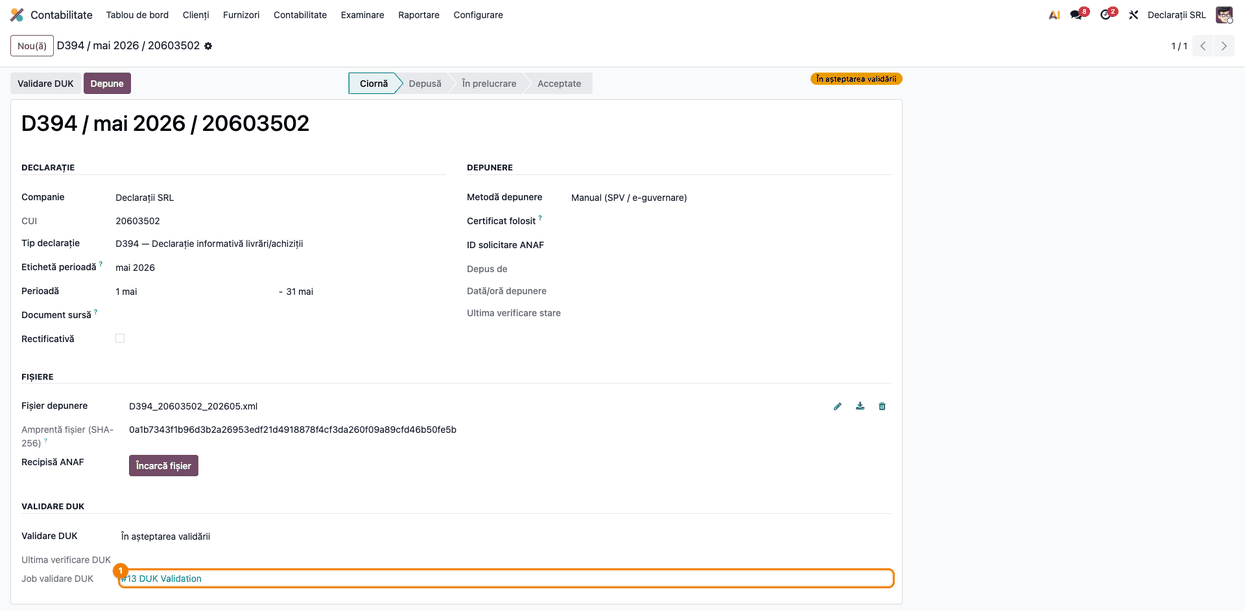 Contabilitate Tablou de bord Clienți Furnizori Contabilitate Examinare Raportare Configurare AI 8 2 Declarații SRL
Nou(ă) D394 / mai 2026 / 20603502 1 / 1
Validare DUK Depune Ciornă Depusă În prelucrare Acceptate În așteptarea validării
D394 / mai 2026 / 20603502
DECLARAȚIE
Companie Declarații SRL
CUI 20603502
Tip declarație D394 — Declarație informativă livrări/achiziții
Etichetă perioadă ? mai 2026
Perioadă 1 mai - 31 mai
Document sursă ?
Rectificativă
DEPUNERE
Metodă depunere Manual (SPV / e-guvernare)
Certificat folosit ?
ID solicitare ANAF
Depus de
Dată/oră depunere
Ultima verificare stare
FIȘIERE
Fișier depunere D394_20603502_202605.xml
Amprentă fișier (SHA-
256) ? 0a1b7343f1b96d3b2a26953edf21d4918878f4cf3da260f09a89cfd46b50fe5b
Recipisă ANAF Încarcă fișier
VALIDARE DUK
Validare DUK În așteptarea validării
Ultima verificare DUK
1
Job validare DUK #13 DUK Validation